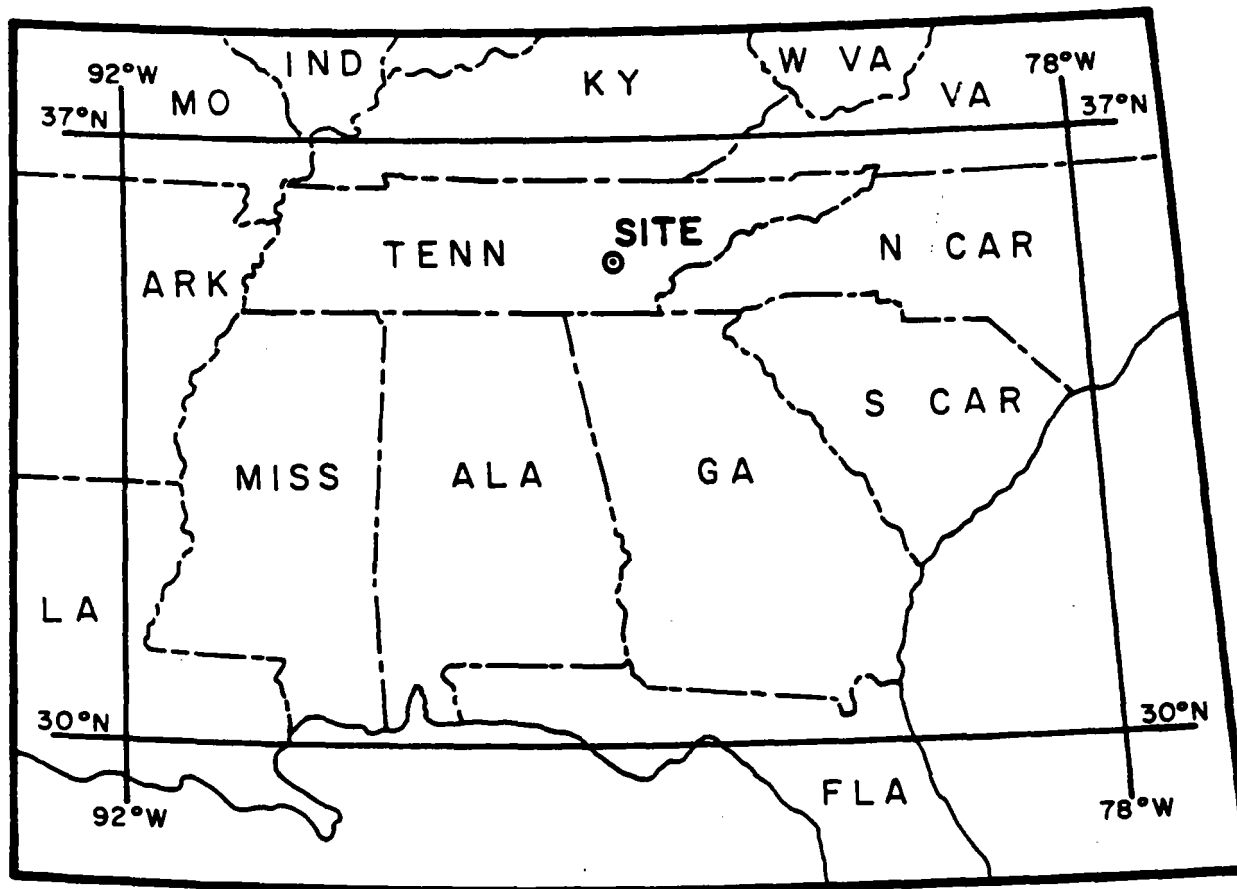 IND
W VA
92°W
78°W
MO
KY
VA
37°N
37°N
SITE
TENN
N CAR
ARK
S CAR
MISS
ALA
GA
LA
30°N
30°N
FLA
92°W
78°W